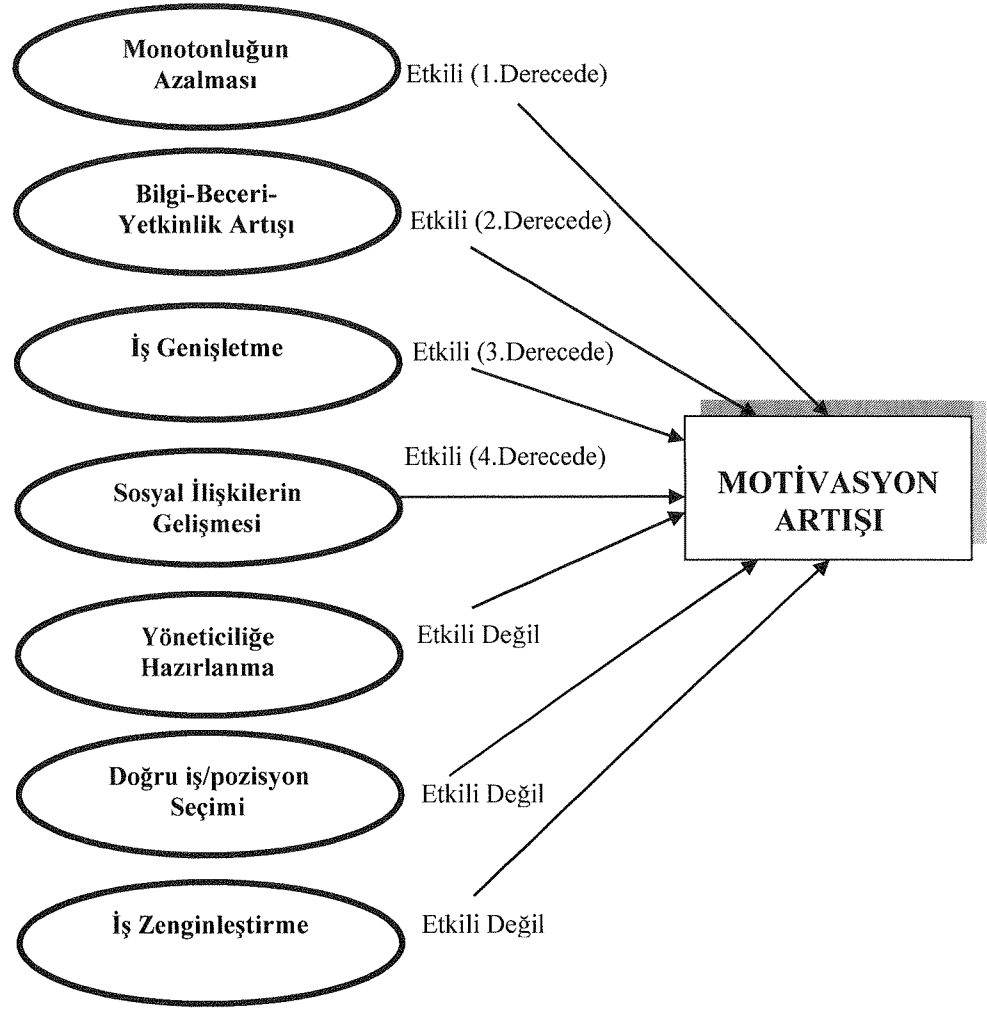 Monotonluğun
Azalması
Etkili (1.Derecede)
Bilgi-Beceri-
Yetkinlik Artışı
Etkili (2.Derecede)
İş Genişletme
Etkili (3.Derecede)
Sosyal İlişkilerin
Gelişmesi
Etkili (4.Derecede)
MOTİVASYON
ARTIŞI
Yöneticiliğe
Hazırlanma
Etkili Değil
Doğru iş/pozisyon
Seçimi
Etkili Değil
İş Zenginleştirme
Etkili Değil